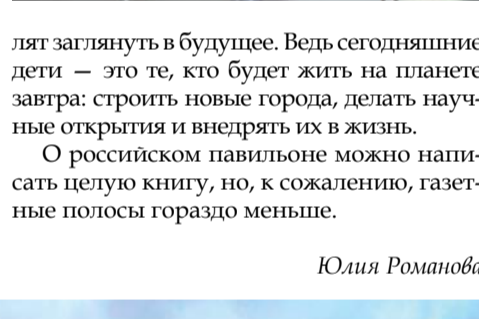 лят заглянуть в будущее. Ведь сегодняшние
дети — это те, кто будет жить на планете
завтра: строить новые города, делать науч-
ные открытия и внедрять их в жизнь.
О российском павильоне можно напи-
сать целую книгу, но, к сожалению, газет-
ные полосы гораздо меньше.
Юлия Романова